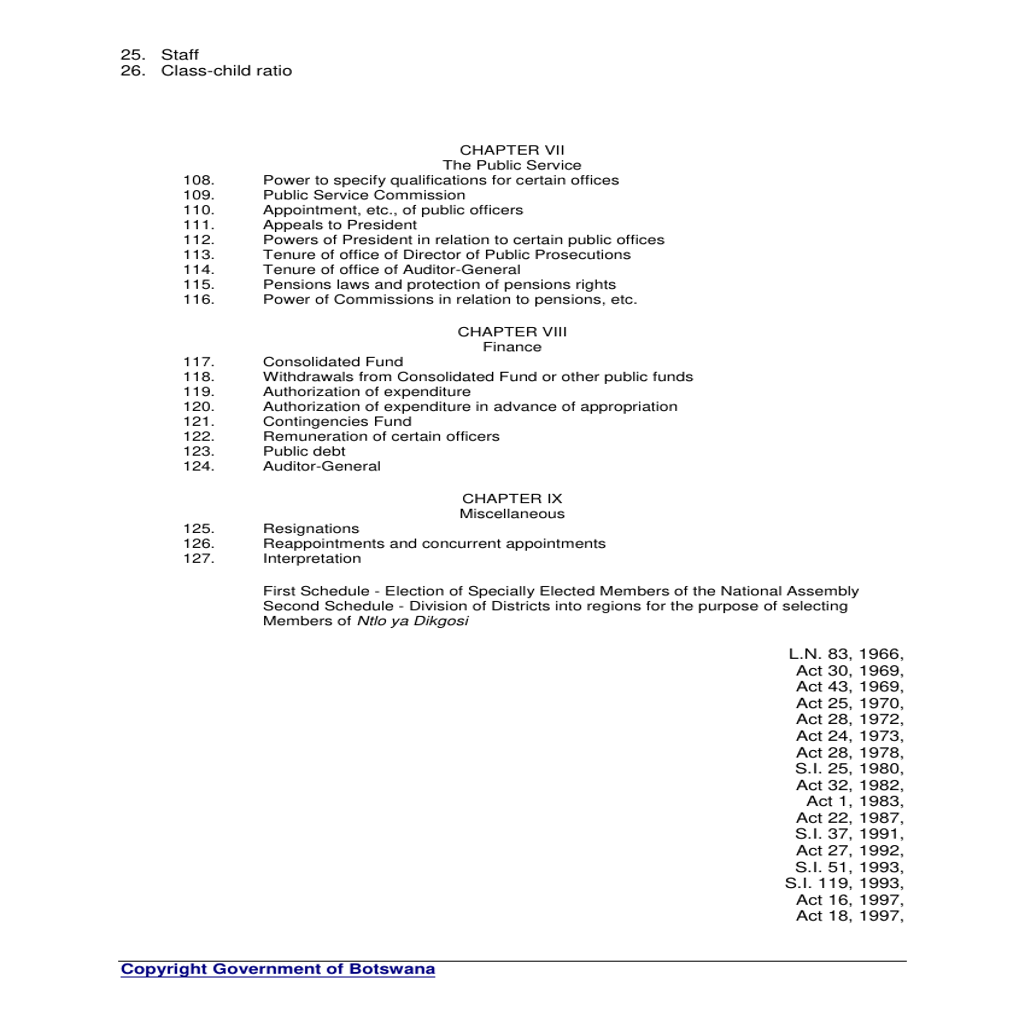 25. Staff
26. Class-child ratio
CHAPTER VII
The Public Service
108. Power to specify qualifications for certain offices
109. Public Service Commission
110. Appointment, etc., of public officers
111. Appeals to President
112. Powers of President in relation to certain public offices
113. Tenure of office of Director of Public Prosecutions
114. Tenure of office of Auditor-General
115. Pensions laws and protection of pensions rights
116. Power of Commissions in relation to pensions, etc.
CHAPTER VIII
Finance
117. Consolidated Fund
118. Withdrawals from Consolidated Fund or other public funds
119. Authorization of expenditure
120. Authorization of expenditure in advance of appropriation
121. Contingencies Fund
122. Remuneration of certain officers
123. Public debt
124. Auditor-General
CHAPTER IX
Miscellaneous
125. Resignations
126. Reappointments and concurrent appointments
127. Interpretation
First Schedule - Election of Specially Elected Members of the National Assembly
Second Schedule - Division of Districts into regions for the purpose of selecting
Members of Ntlo ya Dikgosi
L.N. 83, 1966,
Act 30, 1969,
Act 43, 1969,
Act 25, 1970,
Act 28, 1972,
Act 24, 1973,
Act 28, 1978,
S.I. 25, 1980,
Act 32, 1982,
Act 1, 1983,
Act 22, 1987,
S.I. 37, 1991,
Act 27, 1992,
S.I. 51, 1993,
S.I. 119, 1993,
Act 16, 1997,
Act 18, 1997,
Copyright Government of Botswana